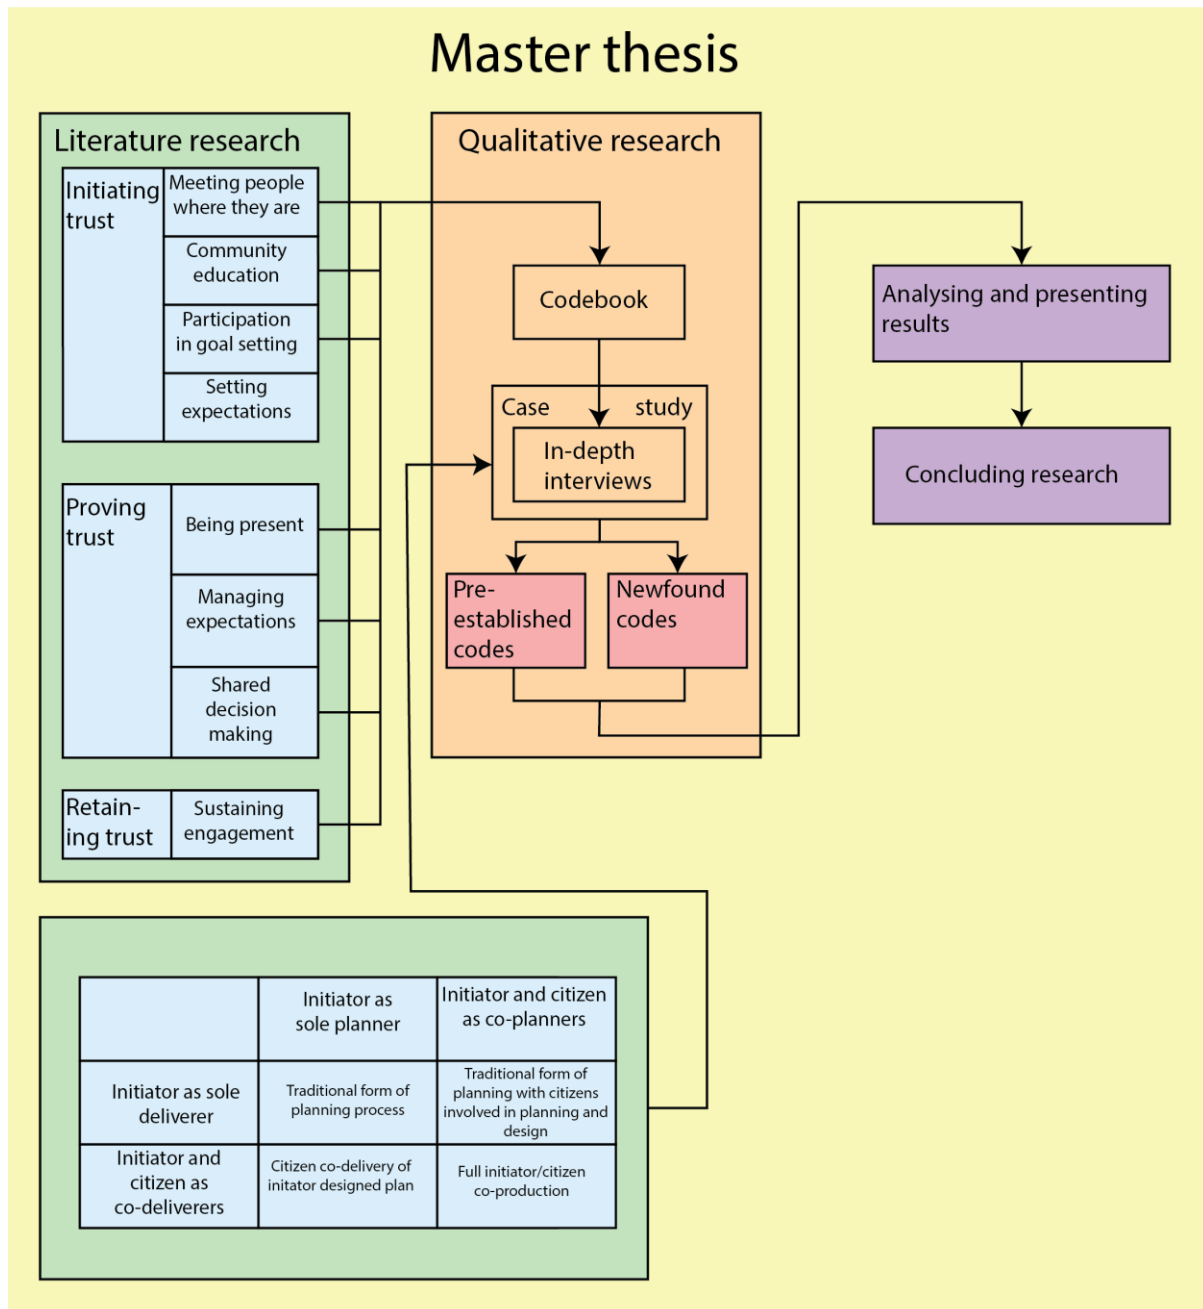 Master thesis
Literature research
Initiating
trust
Meeting people
where they are
Community
education
Participation
in goal setting
Setting
expectations
Proving
trust
Being present
Managing
expectations
Shared
decision
making
Retain-
ing trust
Sustaining
engagement
Qualitative research
Codebook
Case study
In-depth
interviews
Pre-
established
codes
Newfound
codes
Analysing and presenting
results
Concluding research
Initiator as
sole planner
Initiator and citizen
as co-planners
Initiator as sole
deliverer
Traditional form of
planning process
Traditional form of
planning with citizens
involved in planning and
design
Initiator and
citizen as
co-deliverers
Citizen co-delivery of
initator designed plan
Full initiator/citizen
co-production